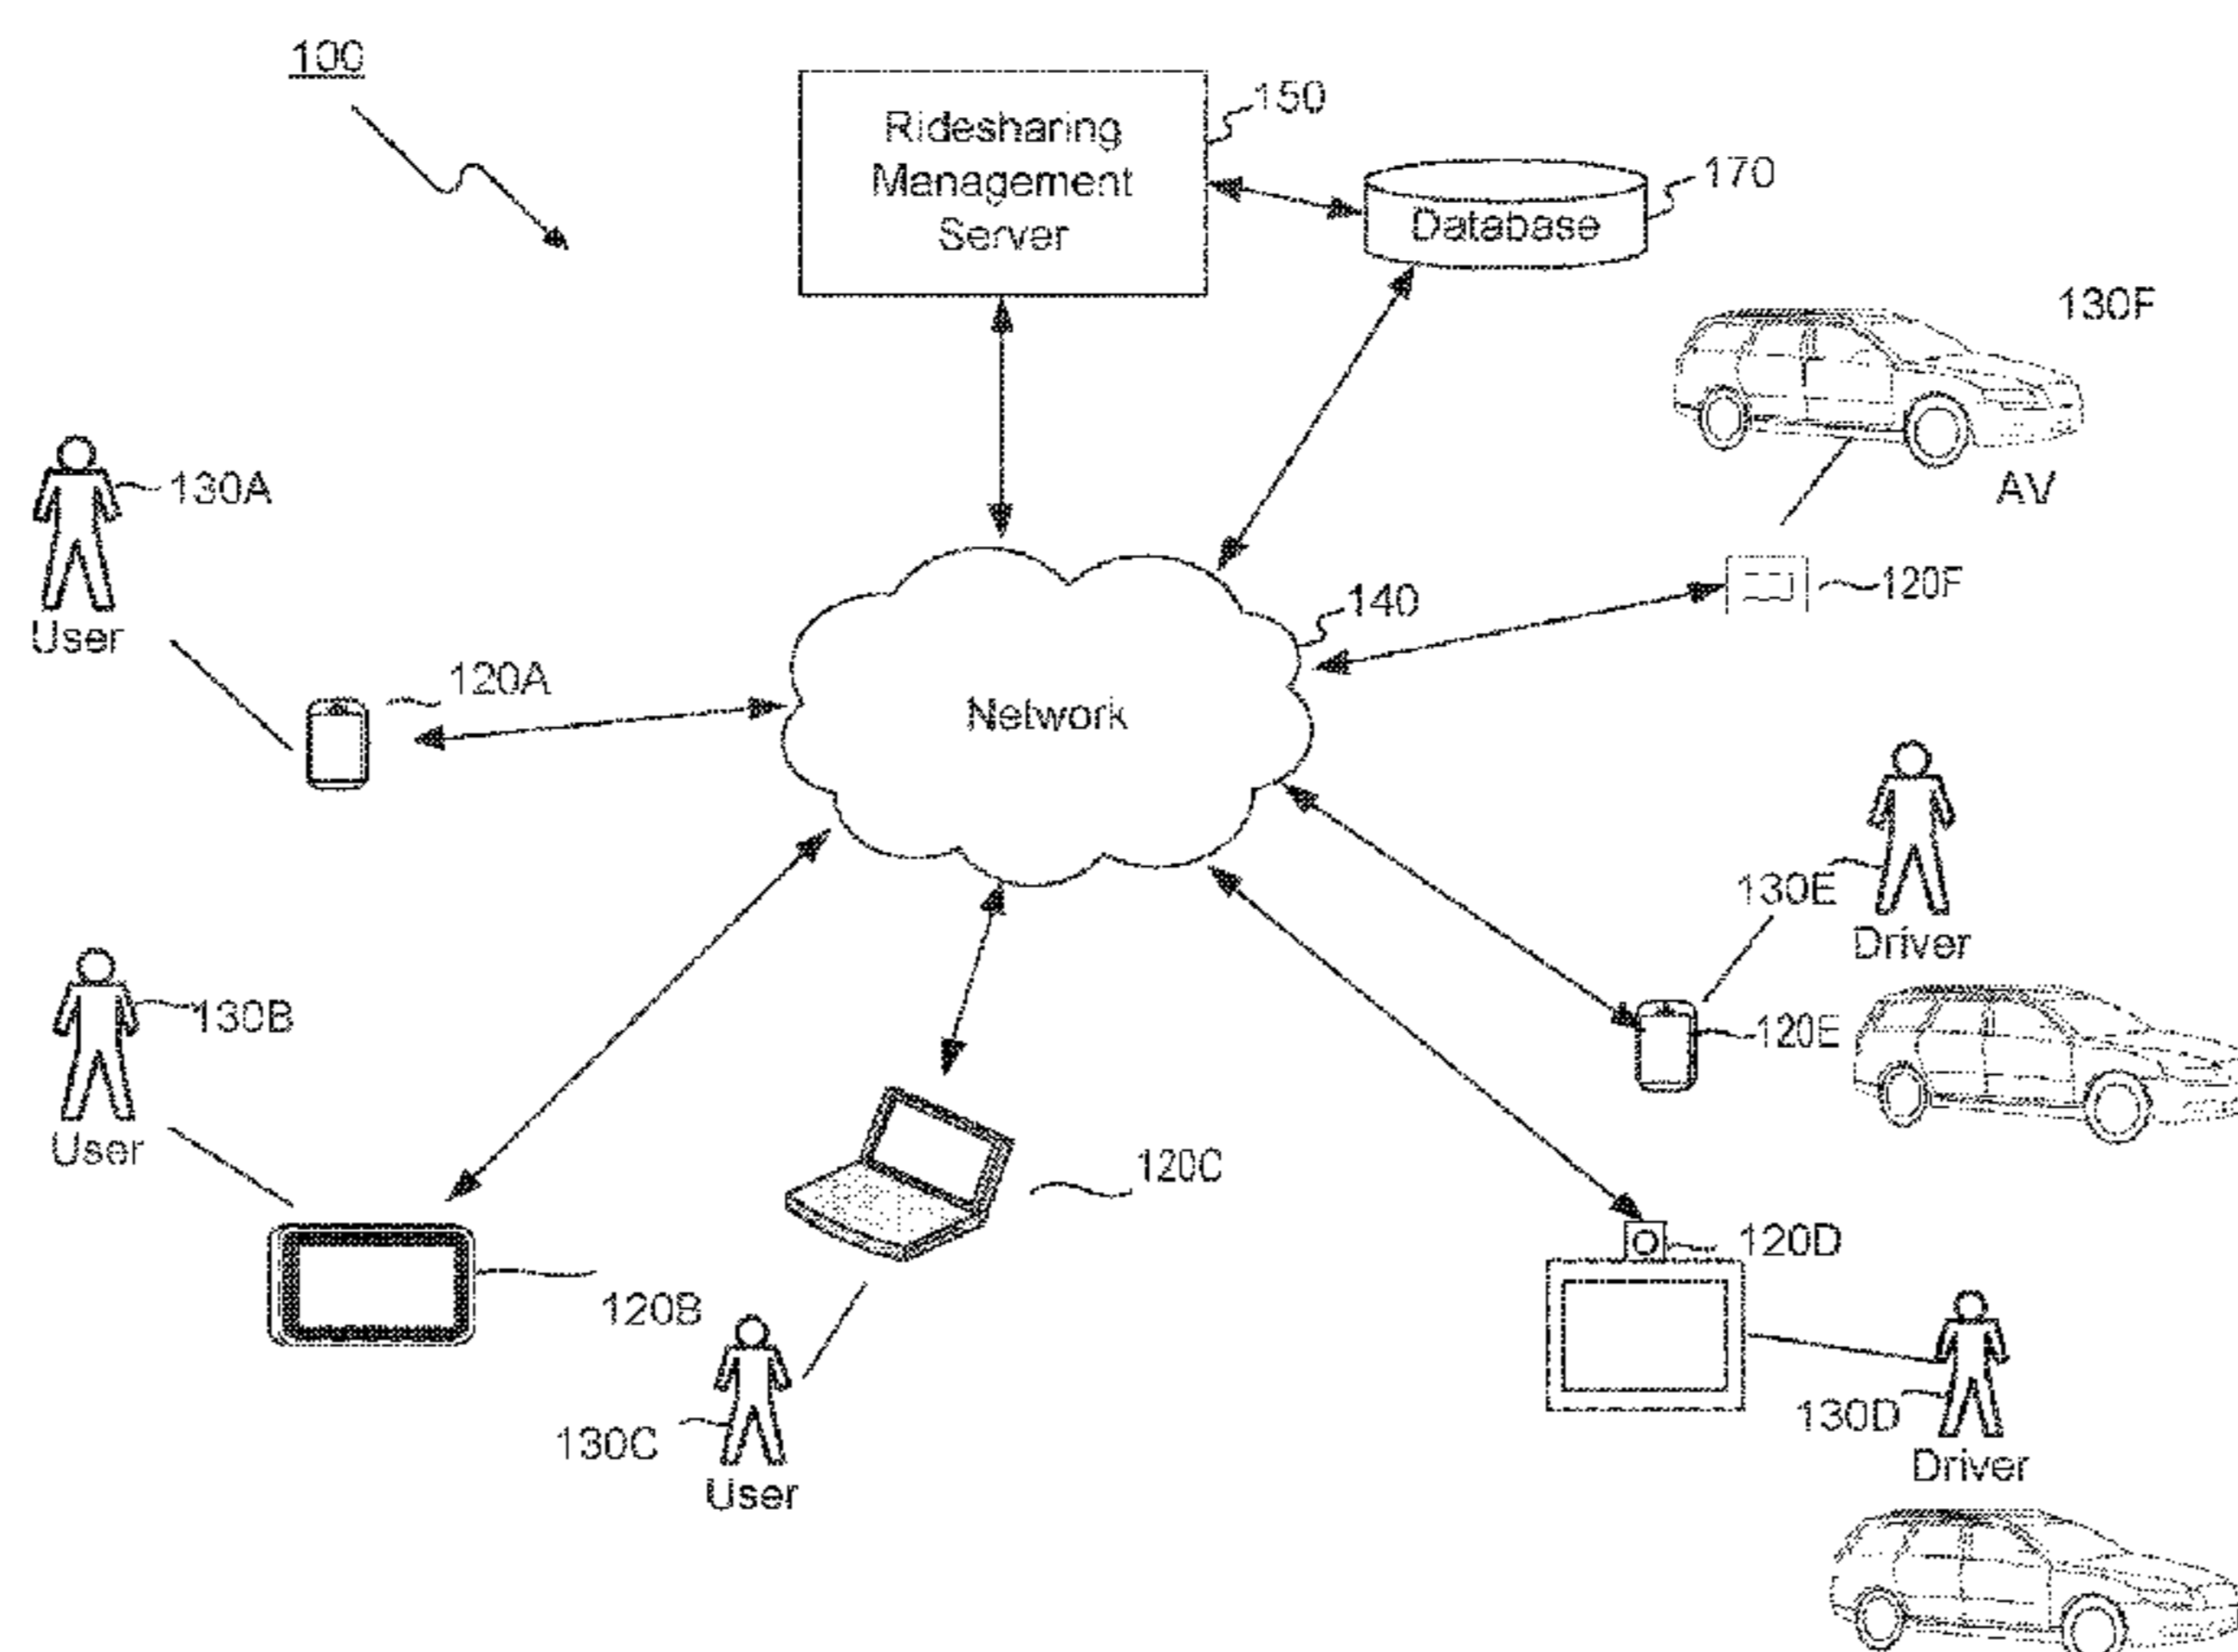 100
Ridesharing
Management
Server
150
Database
170
130F
AV
130A
User
120A
140
120F
Network
130E
Driver
130B
User
120E
120C
120D
120B
130C
User
130D
Driver